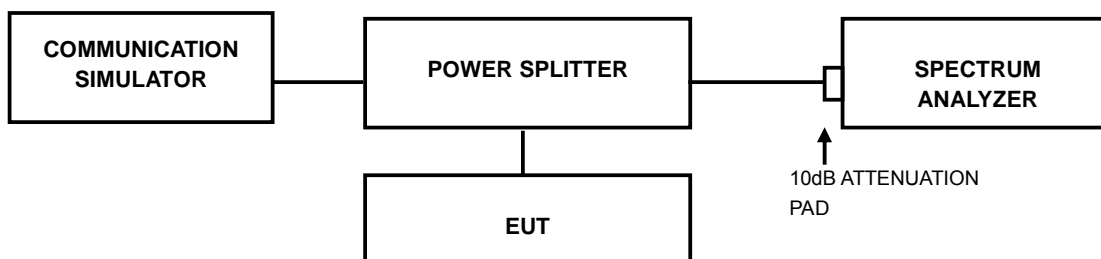 COMMUNICATION
SIMULATOR
POWER SPLITTER
SPECTRUM
ANALYZER
10dB ATTENUATION
PAD
EUT